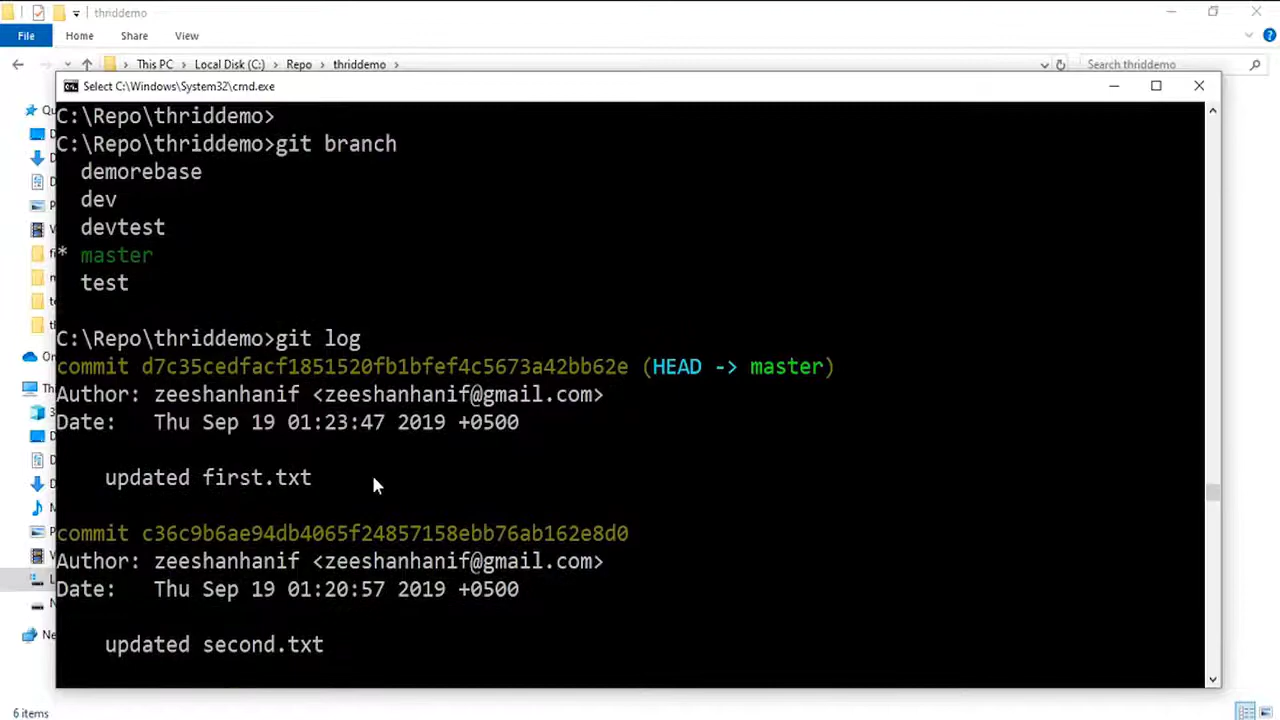 thriddemo
File
Home
Share
View
This PC
Local Disk (C:)
Repo
thriddemo
Search thriddemo
Select C:\Windows\System32\cmd.exe
C:\Repo\thriddemo>
C:\Repo\thriddemo>git branch
demorebase
dev
devtest
* master
test
C:\Repo\thriddemo>git log
commit d7c35cedfacf1851520fb1bfef4c5673a42bb62e (HEAD -> master)
Author: zeeshanhanif <zeeshanhanif@gmail.com>
Date: Thu Sep 19 01:23:47 2019 +0500
updated first.txt
commit c36c9b6ae94db4065f24857158ebb76ab162e8d0
Author: zeeshanhanif <zeeshanhanif@gmail.com>
Date: Thu Sep 19 01:20:57 2019 +0500
updated second.txt
6 items